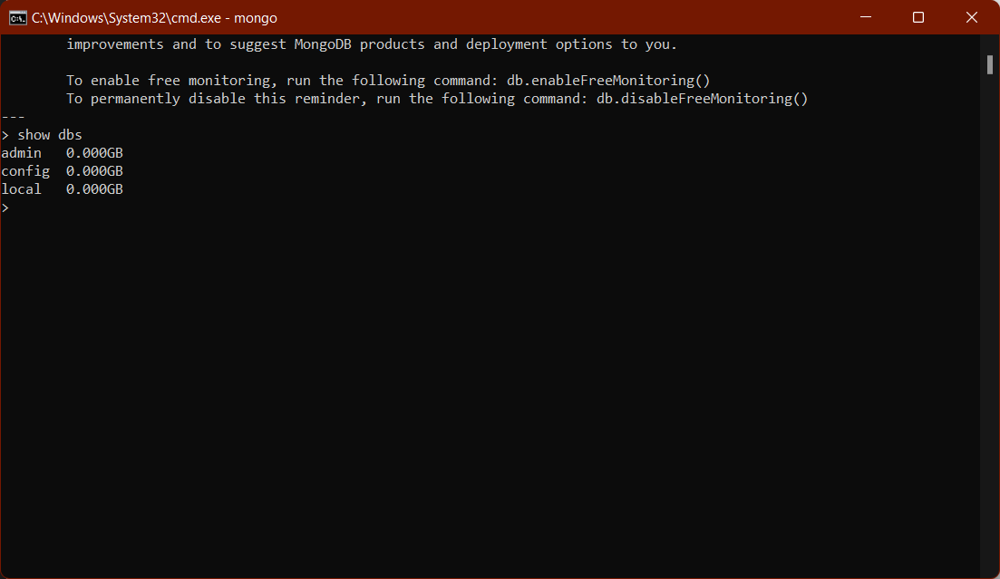 C:\Windows\System32\cmd.exe - mongo
improvements and to suggest MongoDB products and deployment options to you.
To enable free monitoring, run the following command: db.enableFreeMonitoring()
To permanently disable this reminder, run the following command: db.disableFreeMonitoring()
---
> show dbs
admin   0.000GB
config  0.000GB
local   0.000GB
>